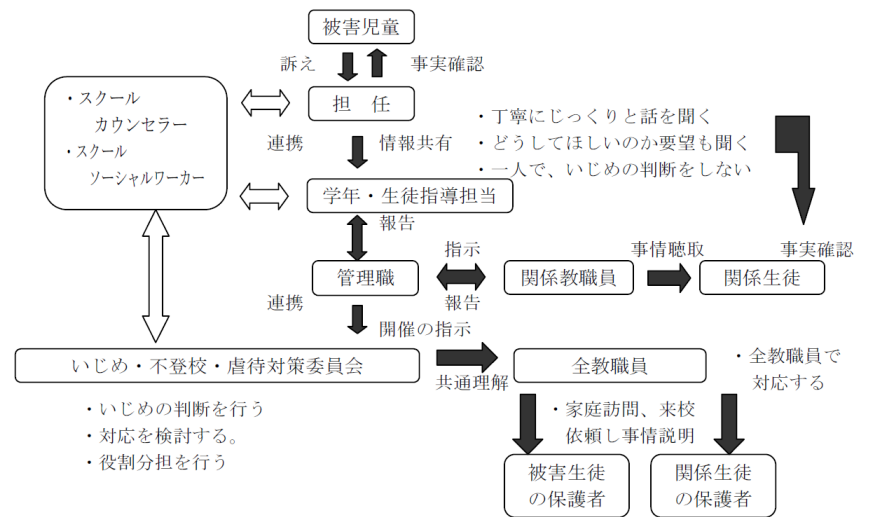 被害児童
訴え
事実確認
・スクール
カウンセラー
・スクール
ソーシャルワーカー
担 任
・丁寧にじっくりと話を聞く
連携
情報共有
・どうしてほしいのか要望も聞く
・一人で、いじめの判断をしない
学年・生徒指導担当
報告
指示
事情聴取
事実確認
管理職
関係教職員
関係生徒
連携
報告
開催の指示
いじめ・不登校・虐待対策委員会
共通理解
全教職員
・全教職員で
対応する
・いじめの判断を行う
・対応を検討する。
・役割分担を行う
・家庭訪問、来校
依頼し事情説明
被害生徒
の保護者
関係生徒
の保護者